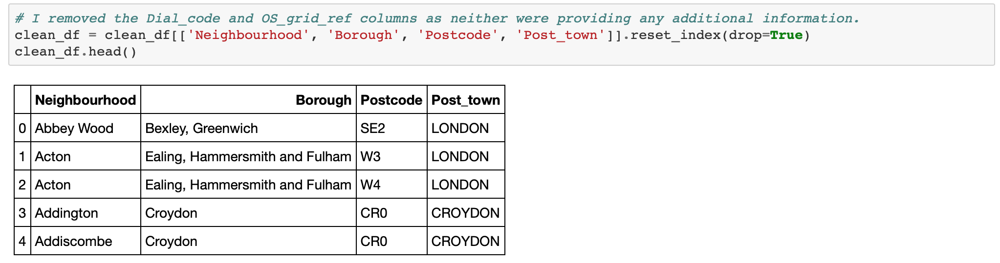 # I removed the Dial_code and OS_grid_ref columns as neither were providing any additional information.
clean_df = clean_df[['Neighbourhood', 'Borough', 'Postcode', 'Post_town']].reset_index(drop=True)
clean_df.head()
Neighbourhood Borough Postcode Post_town
0 Abbey Wood Bexley, Greenwich SE2 LONDON
1 Acton Ealing, Hammersmith and Fulham W3 LONDON
2 Acton Ealing, Hammersmith and Fulham W4 LONDON
3 Addington Croydon CR0 CROYDON
4 Addiscombe Croydon CR0 CROYDON